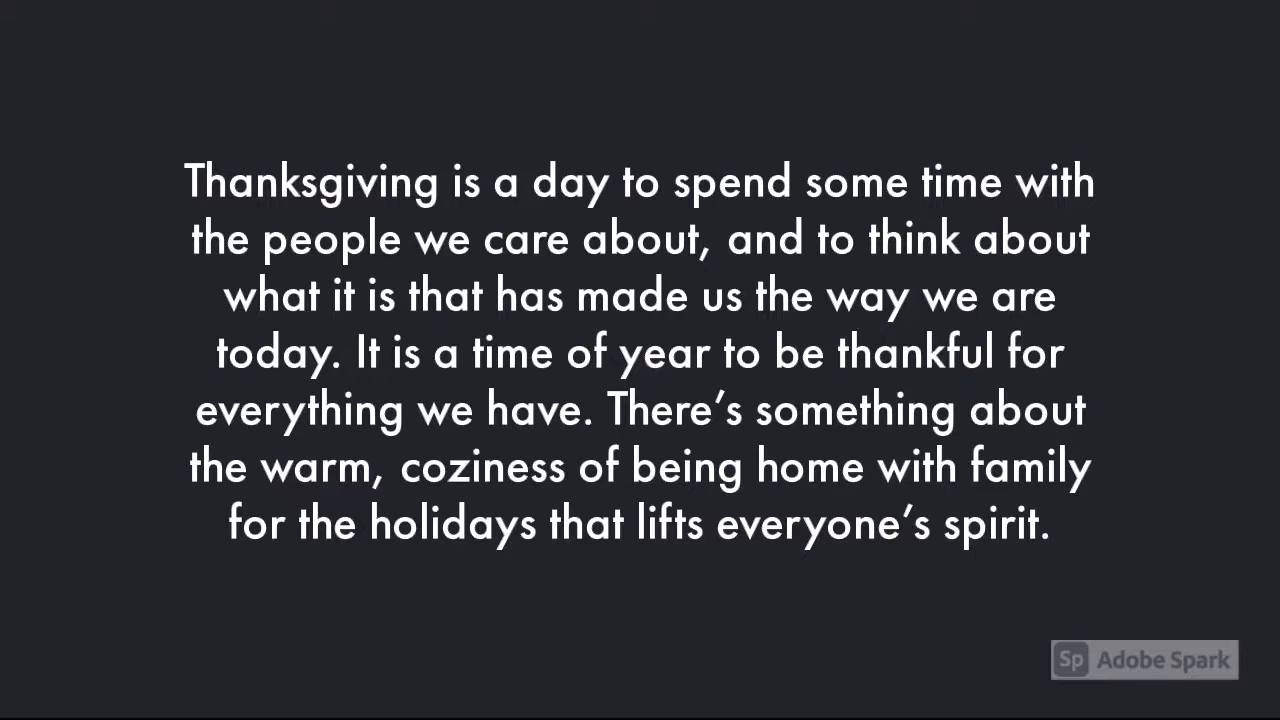 Thanksgiving is a day to spend some time with
the people we care about, and to think about
what it is that has made us the way we are
today. It is a time of year to be thankful for
everything we have. There’s something about
the warm, coziness of being home with family
for the holidays that lifts everyone’s spirit.
Sp Adobe Spark